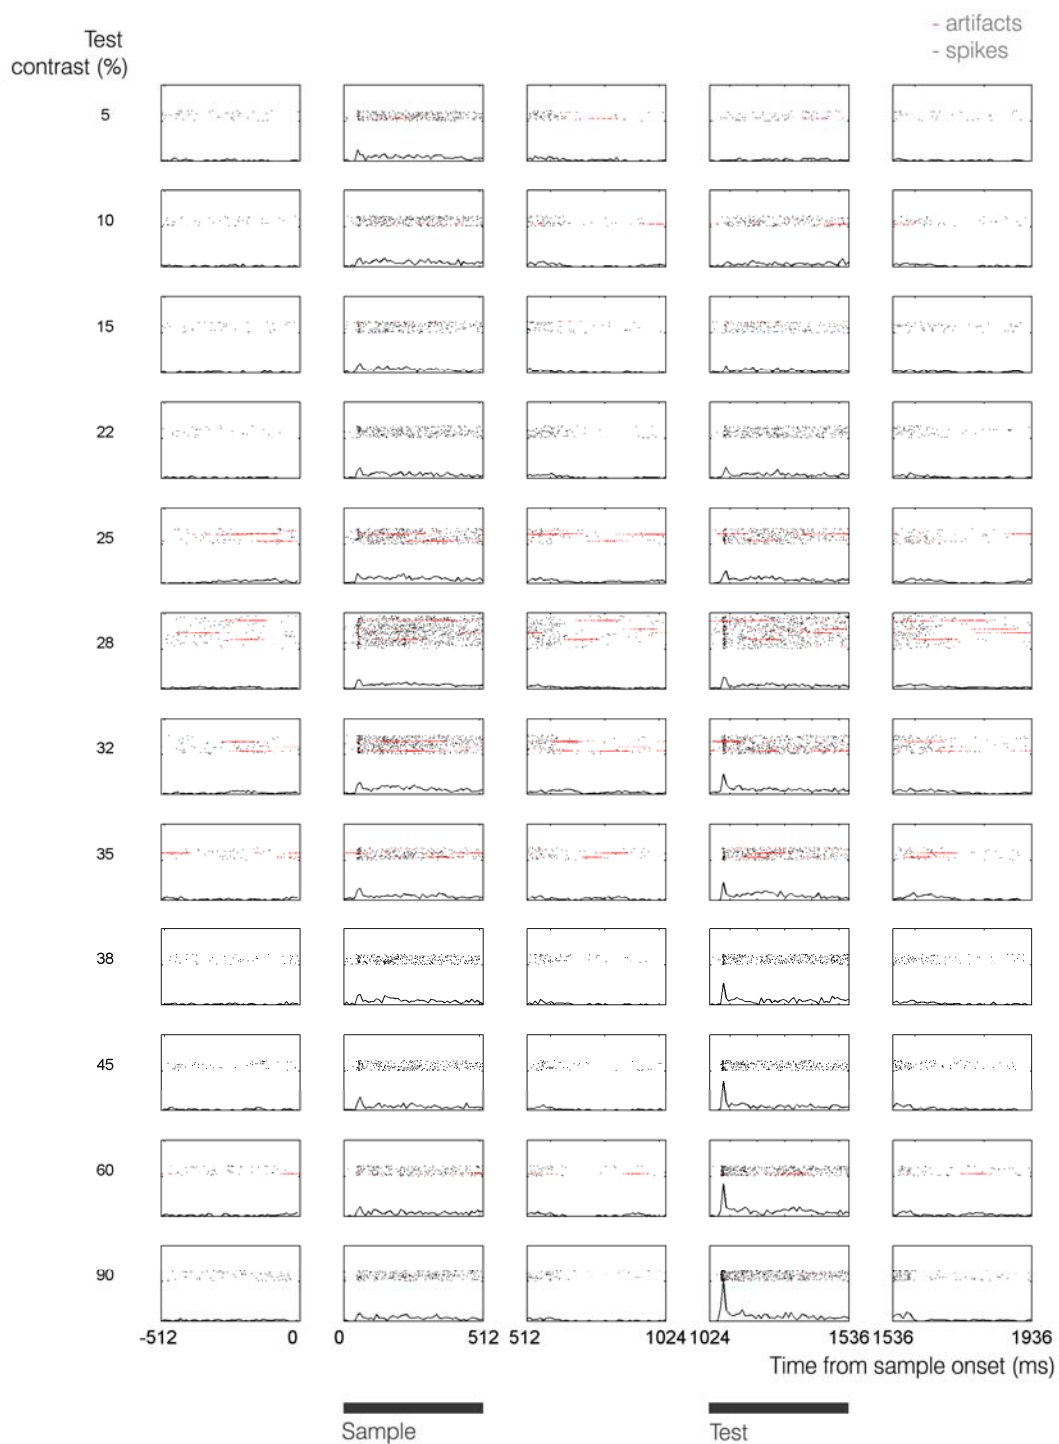 - artifacts
- spikes
Test
contrast (%)
5
10
15
22
25
28
32
35
38
45
60
90
-512 0 0 512 512 1024 1024 1536 1536 1936
Time from sample onset (ms)
Sample Test